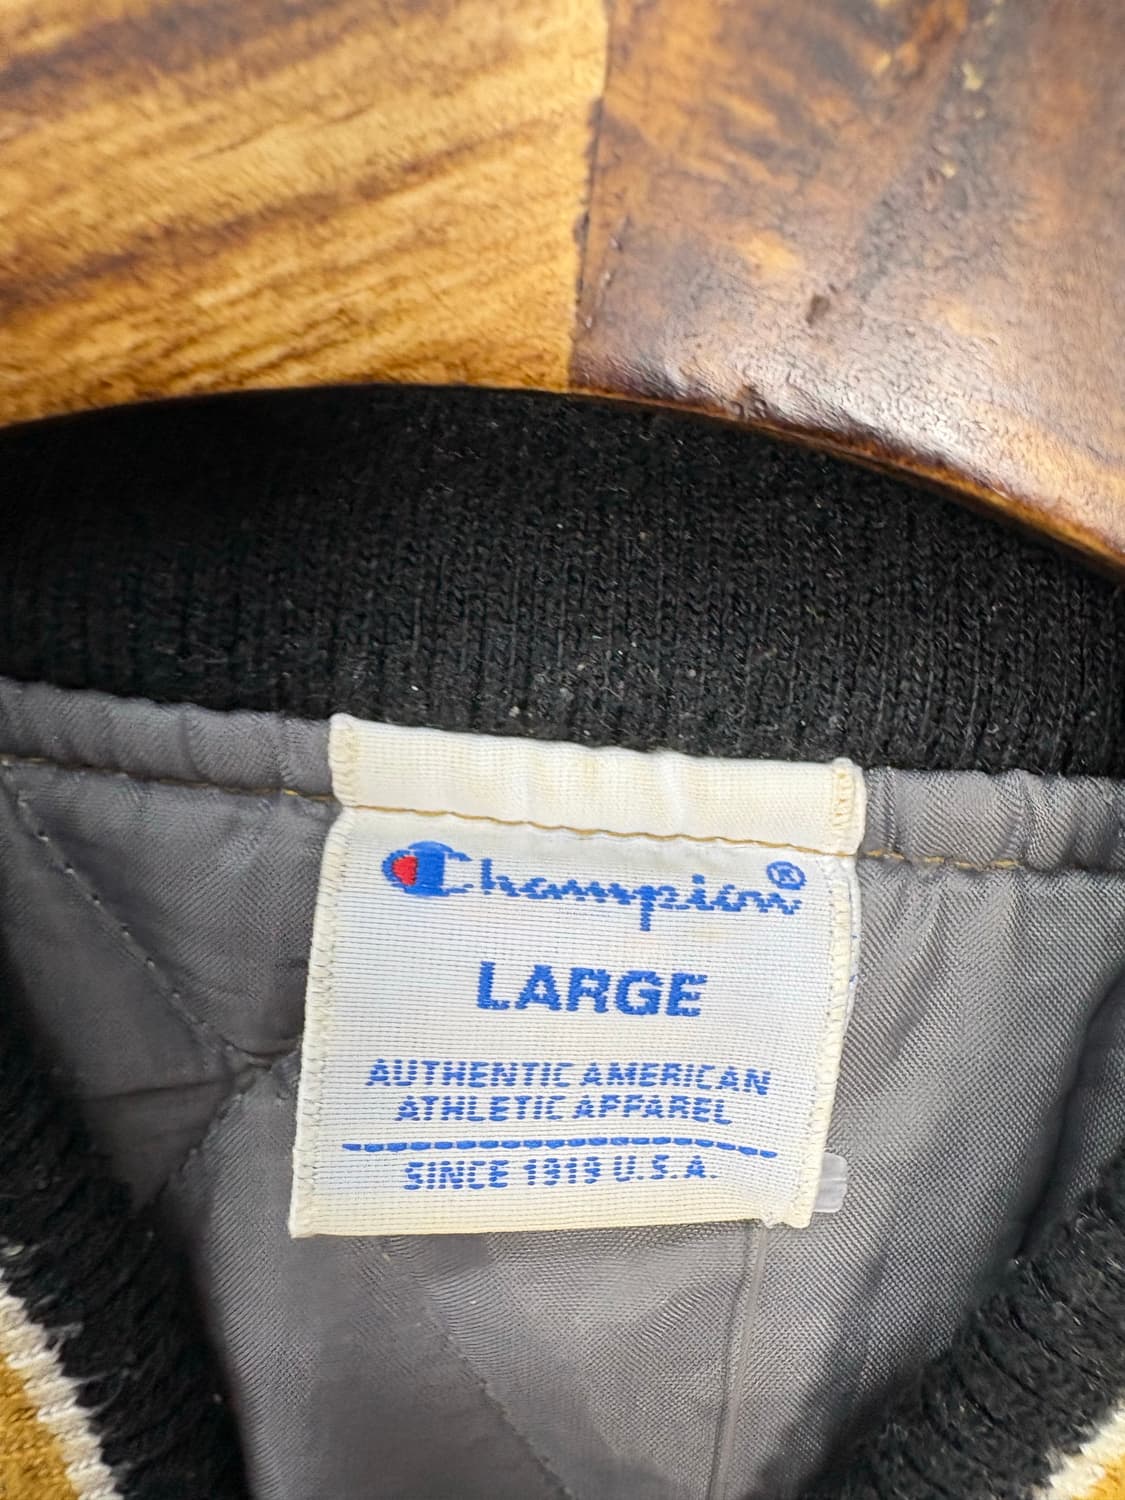 Champion®
LARGE
AUTHENTIC AMERICAN
ATHLETIC APPAREL
SINCE 1919 U.S.A.